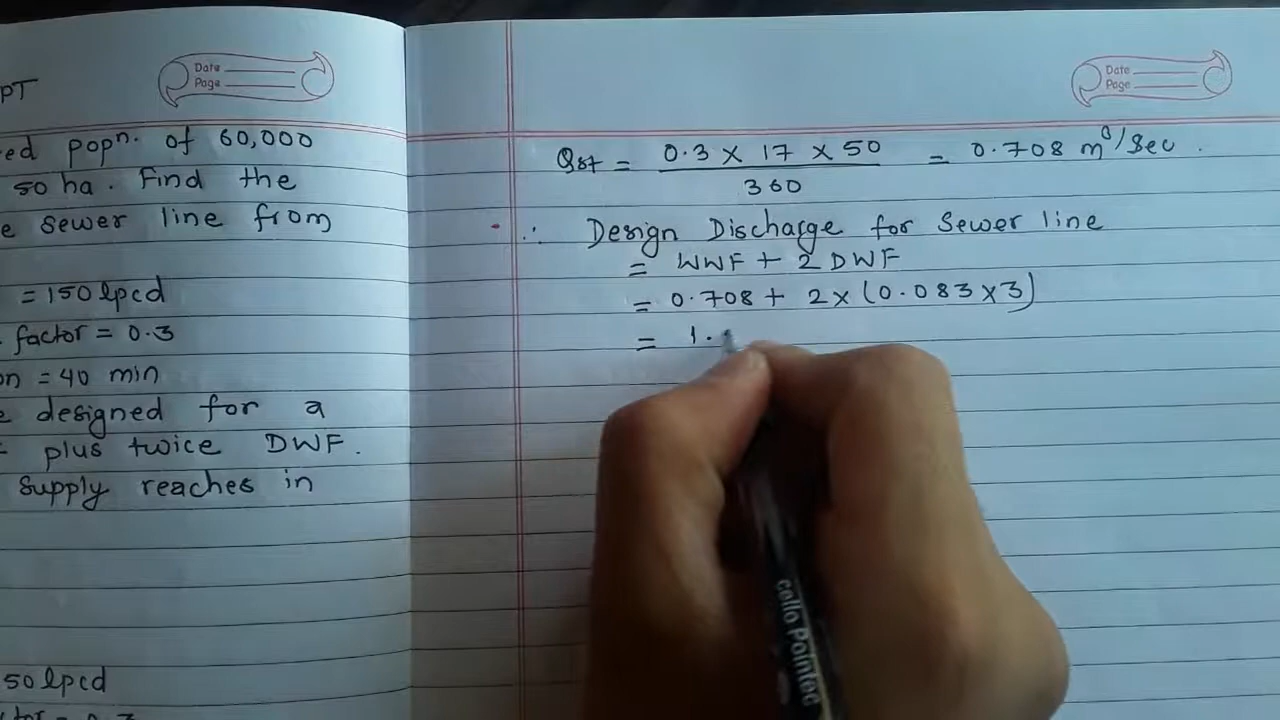 PT
Date
Page
ed popn. of 60,000
50 ha. Find the
e sewer line from
= 150 lpcd
factor = 0.3
on = 40 min
e designed for a
plus twice DWF.
Supply reaches in
50 lpcd
Date
Page
Qst = 0.3 × 17 × 50 / 360 = 0.708 m³/sec.
∴ Design Discharge for Sewer line
= WWF + 2 DWF
= 0.708 + 2 × (0.083 × 3)
= 1.
cello Pointed